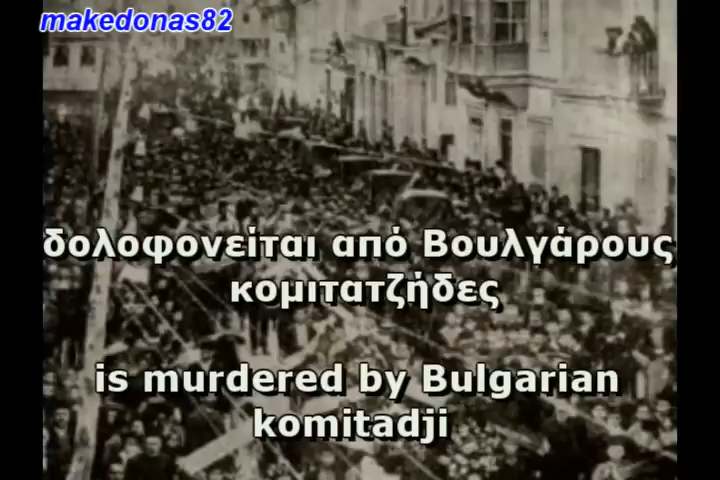 makedonas82
δολοφονείται από Βουλγάρους
κομιτατζήδες
is murdered by Bulgarian
komitadji